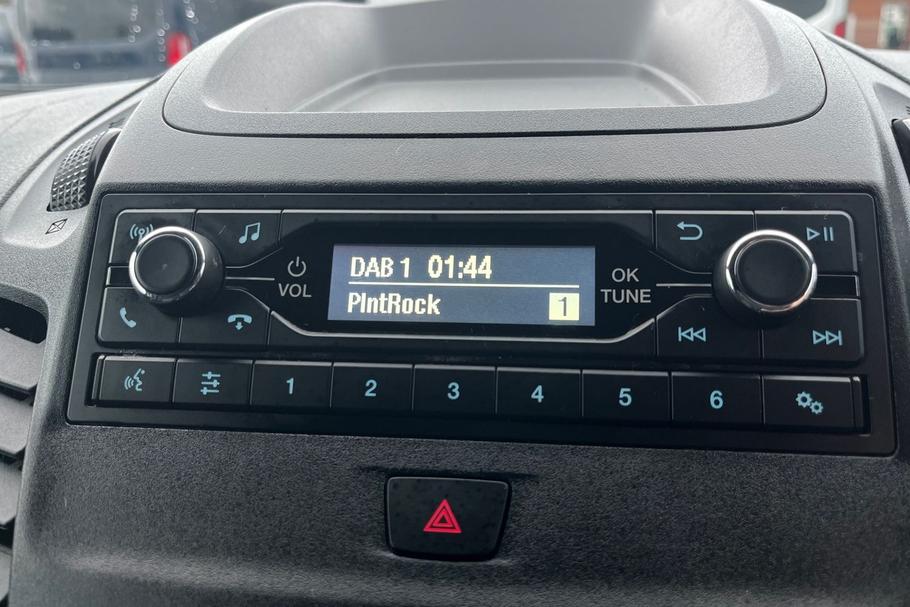 DAB 1 01:44
PlntRock 1
VOL
OK
TUNE
1 2 3 4 5 6